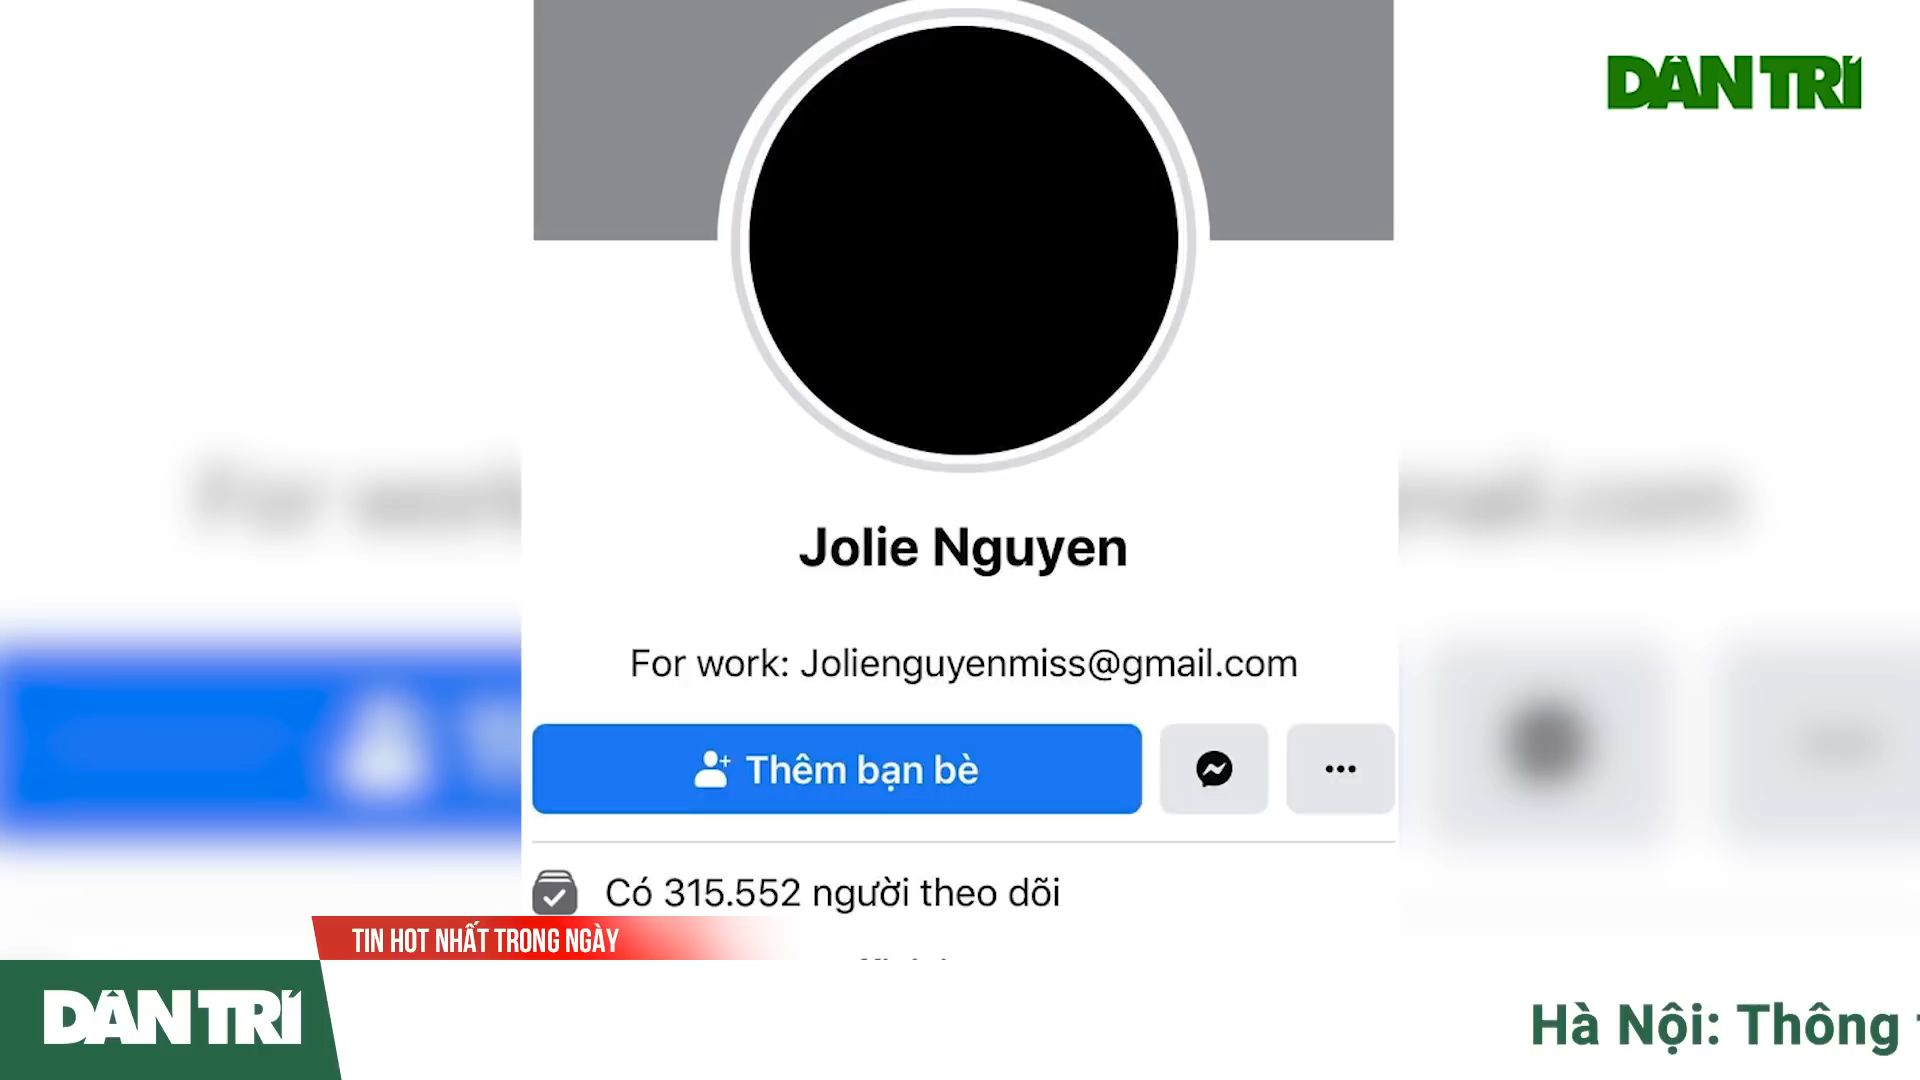 DÂN TRÍ
Jolie Nguyen
For work: Jolienguyenmiss@gmail.com
Thêm bạn bè
Có 315.552 người theo dõi
TIN HOT NHẤT TRONG NGÀY
DÂN TRÍ
Hà Nội: Thông